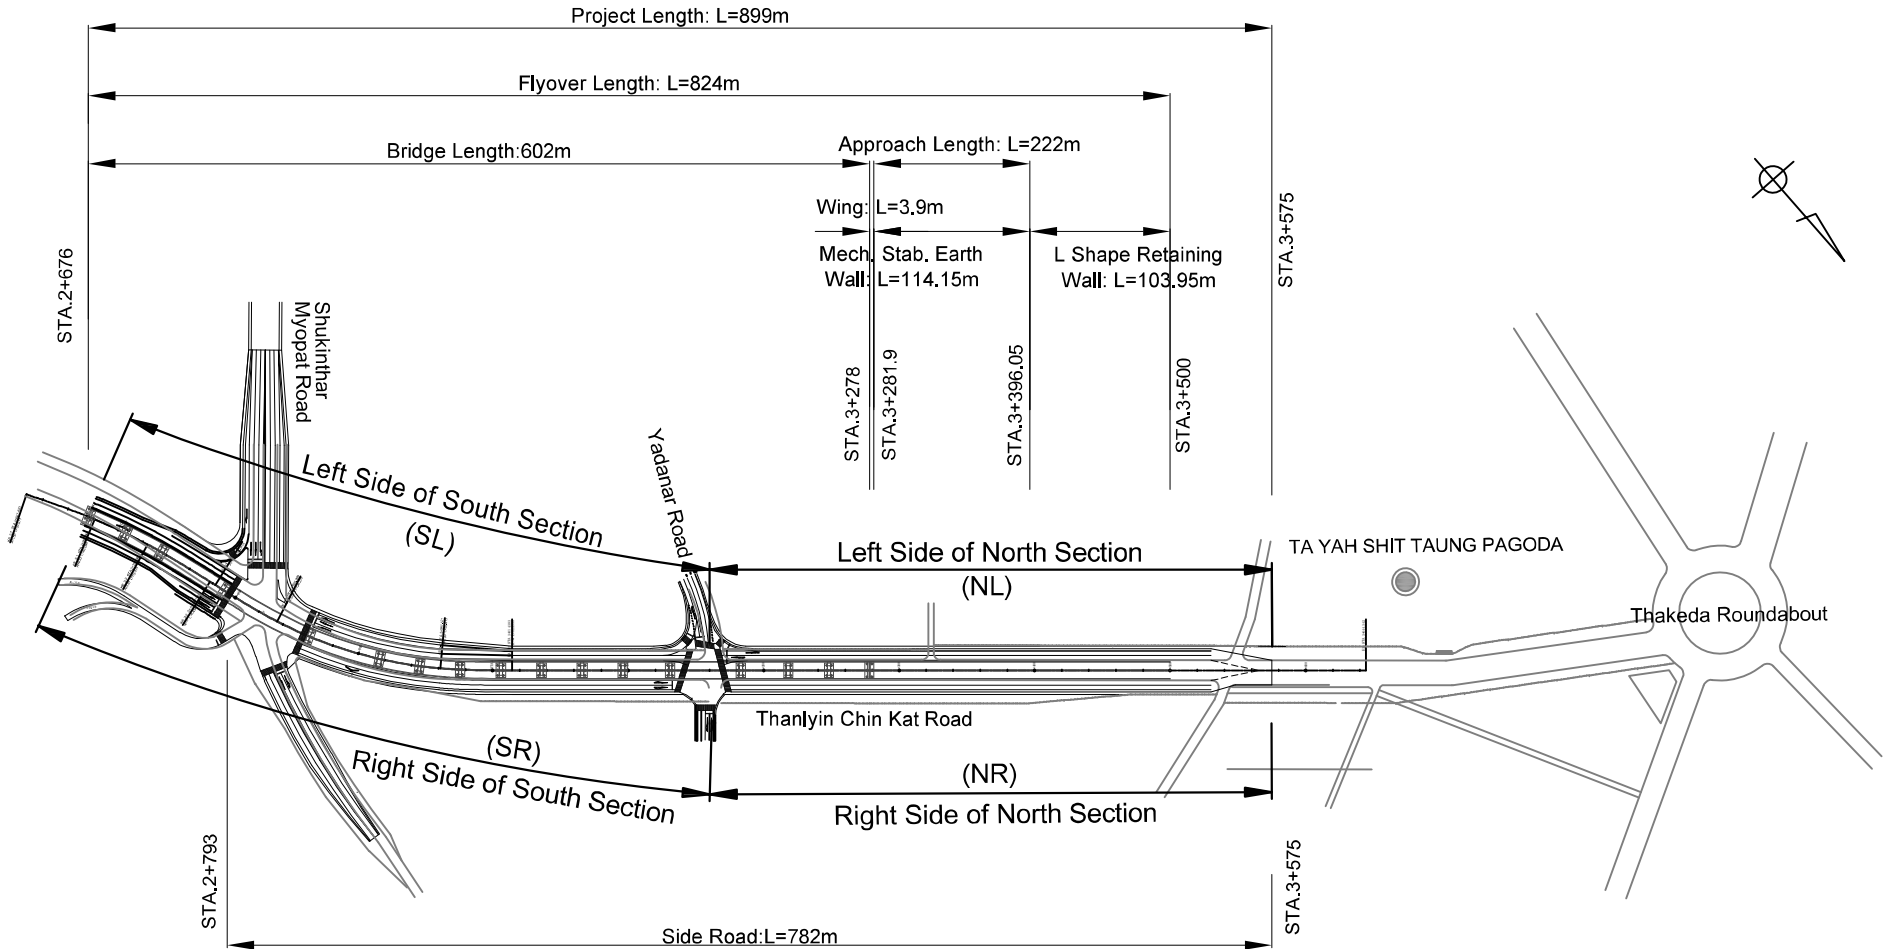 Project Length: L=899m
Flyover Length: L=824m
Bridge Length:602m
Approach Length: L=222m
Wing: L=3.9m
Mech. Stab. Earth
Wall: L=114.15m
L Shape Retaining
Wall: L=103.95m
STA.2+676
STA.3+278
STA.3+281.9
STA.3+396.05
STA.3+500
STA.3+575
Shukinthar
Myopat Road
Left Side of South Section
(SL)
Yadanar Road
Left Side of North Section
(NL)
TA YAH SHIT TAUNG PAGODA
Thakeda Roundabout
Thanlyin Chin Kat Road
(SR)
Right Side of South Section
(NR)
Right Side of North Section
STA.2+793
STA.3+575
Side Road:L=782m